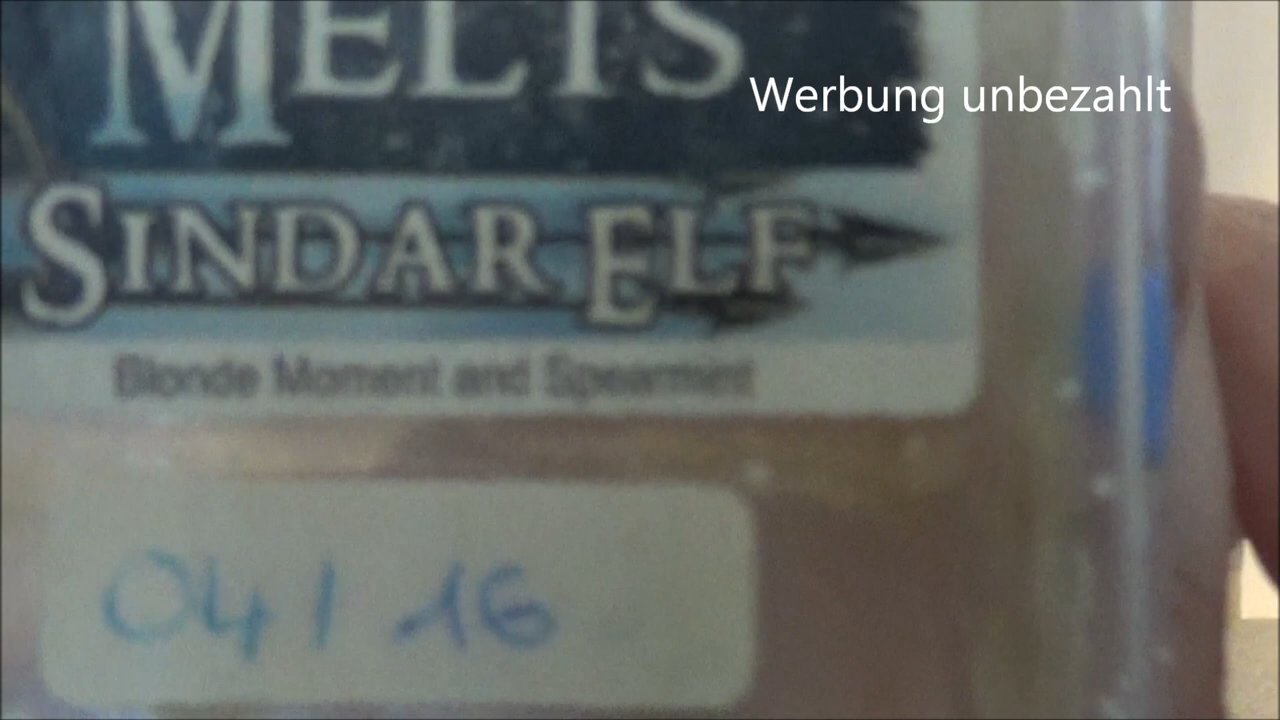 MELTS
Werbung unbezahlt
SINDAR ELF
Blonde Moment and Spearmint
04/16